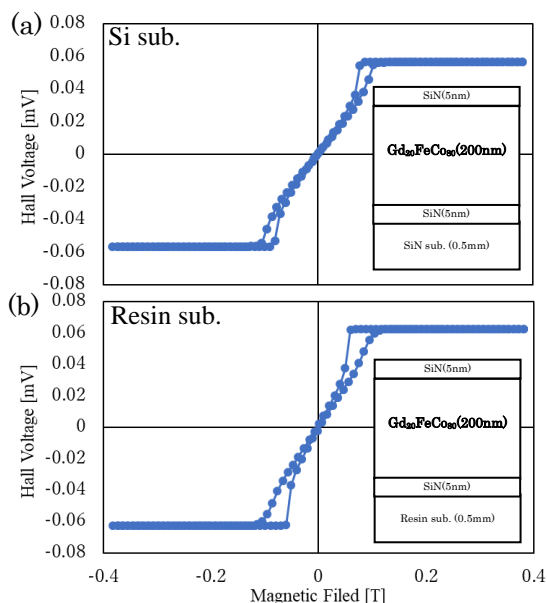 (a)
Si sub.
Hall Voltage [mV]
0.08
0.06
0.04
0.02
0
-0.02
-0.04
-0.06
-0.08
SiN(5nm)
Gd₂₀FeCo₈₀(200nm)
SiN(5nm)
SiN sub. (0.5mm)
(b)
Resin sub.
Hall Voltage [mV]
0.08
0.06
0.04
0.02
0
-0.02
-0.04
-0.06
-0.08
SiN(5nm)
Gd₂₀FeCo₈₀(200nm)
SiN(5nm)
Resin sub. (0.5mm)
-0.4 -0.2 0 0.2 0.4
Magnetic Filed [T]